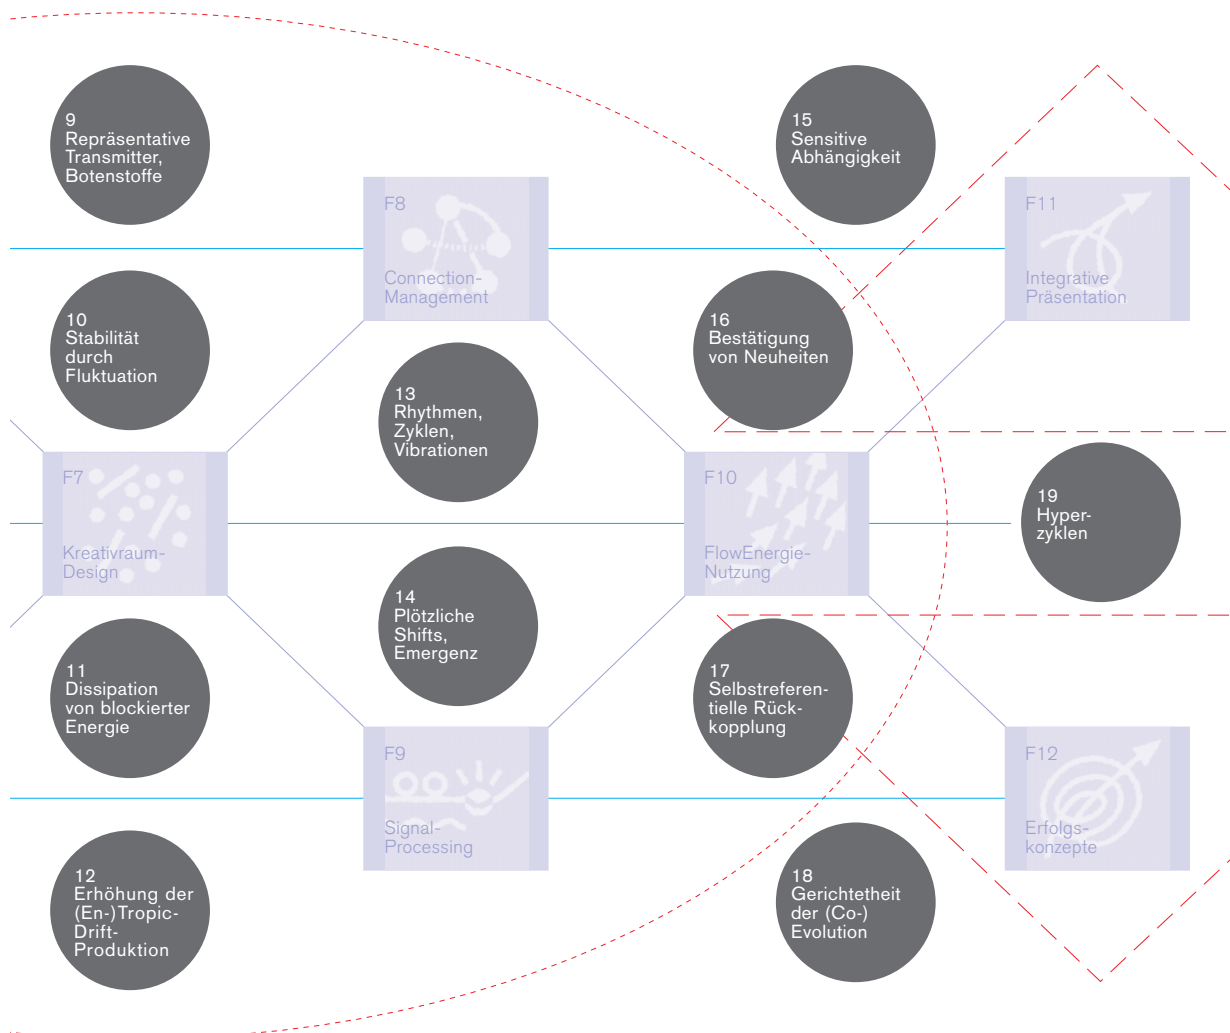 9
Repräsentative
Transmitter,
Botenstoffe
15
Sensitive
Abhängigkeit
F8
Connection-
Management
F11
Integrative
Präsentation
10
Stabilität
durch
Fluktuation
16
Bestätigung
von Neuheiten
13
Rhythmen,
Zyklen,
Vibrationen
F7
Kreativraum-
Design
F10
FlowEnergie-
Nutzung
19
Hyper-
zyklen
14
Plötzliche
Shifts,
Emergenz
11
Dissipation
von blockierter
Energie
17
Selbstreferen-
tielle Rück-
kopplung
F9
Signal-
Processing
F12
Erfolgs-
konzepte
12
Erhöhung der
(En-)Tropic-
Drift-
Produktion
18
Gerichtetheit
der (Co-)
Evolution